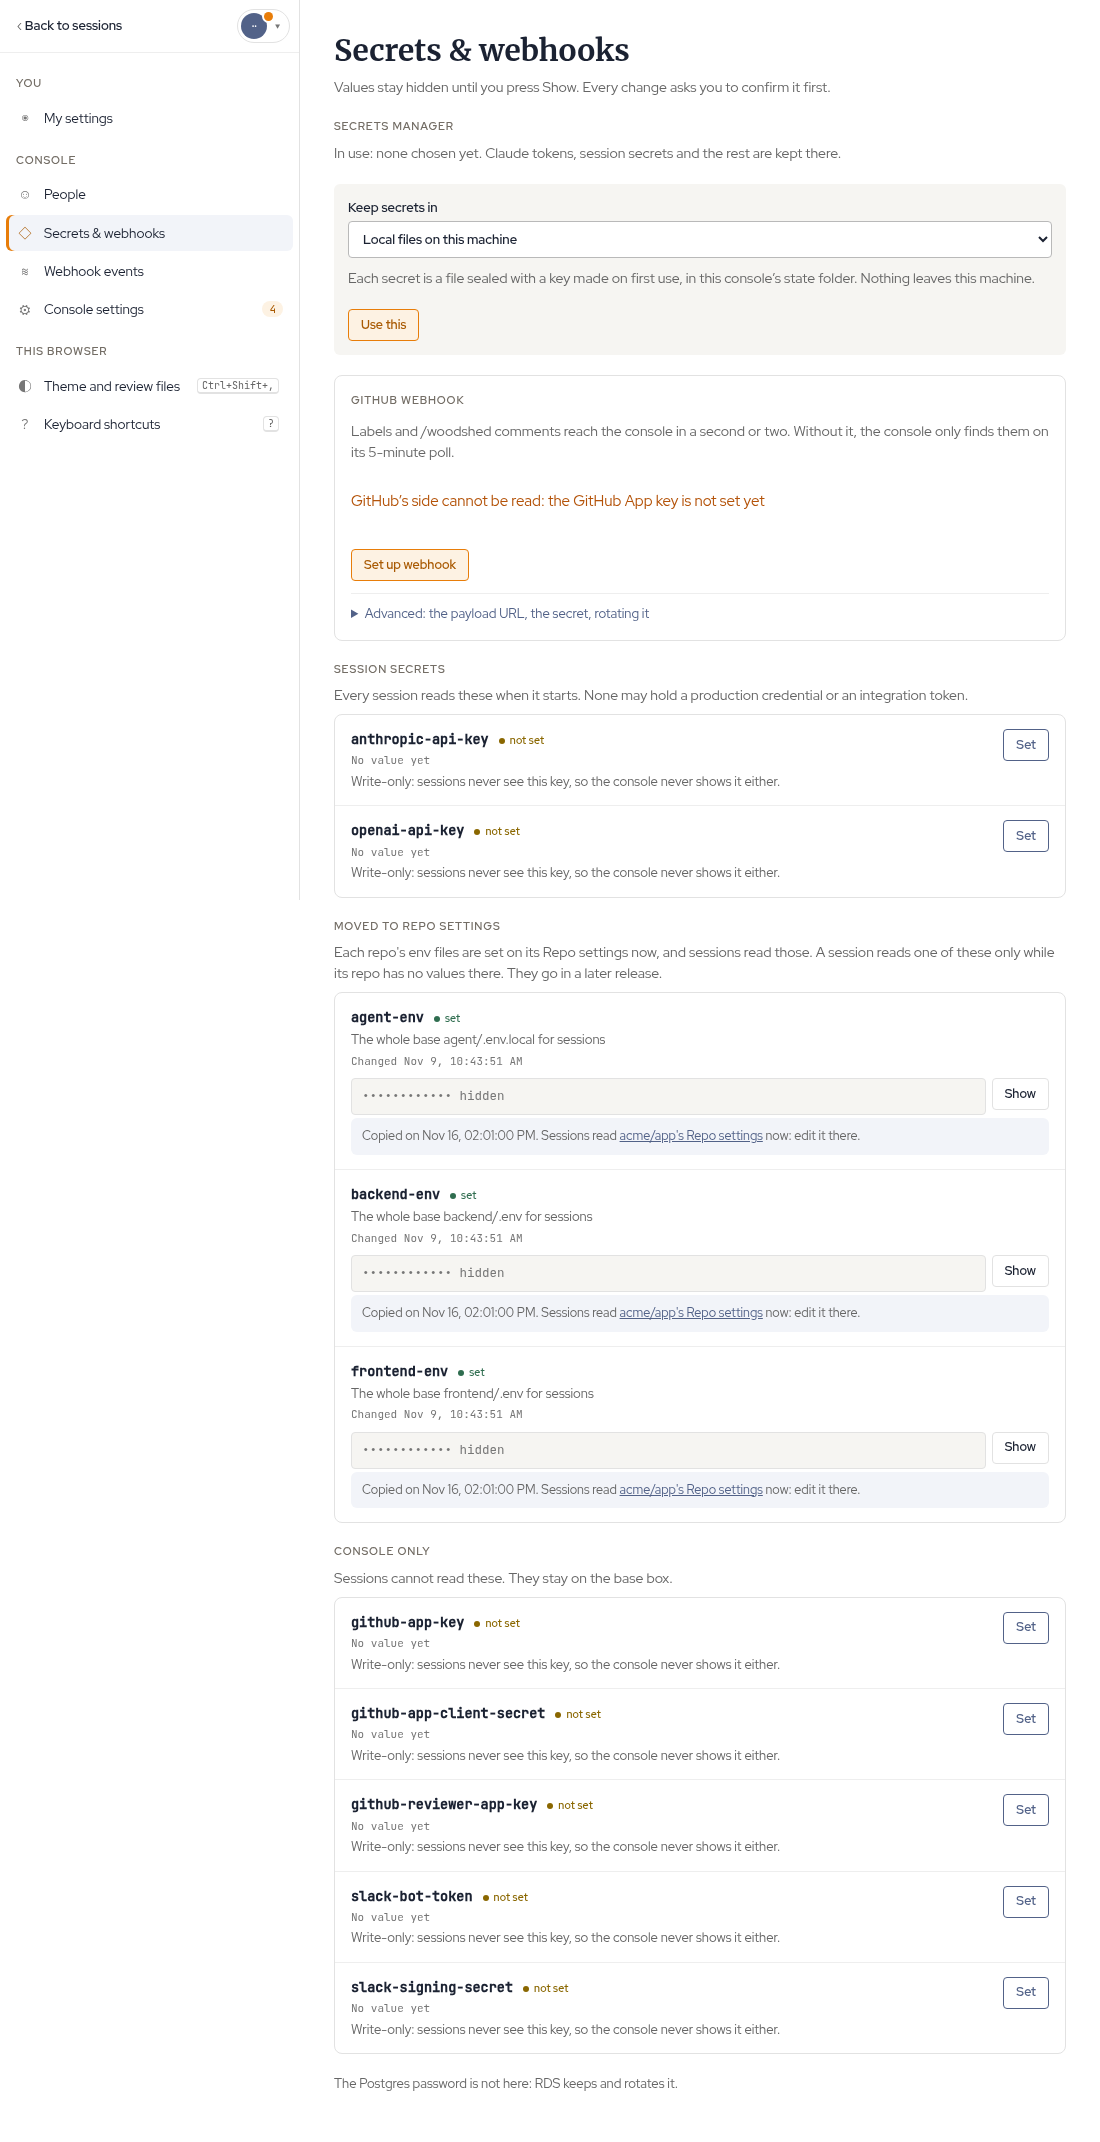 ‹ Back to sessions
YOU
My settings
CONSOLE
People
Secrets & webhooks
Webhook events
Console settings 4
THIS BROWSER
Theme and review files Ctrl+Shift+,
? Keyboard shortcuts ?
Secrets & webhooks
Values stay hidden until you press Show. Every change asks you to confirm it first.
SECRETS MANAGER
In use: none chosen yet. Claude tokens, session secrets and the rest are kept there.
Keep secrets in
Local files on this machine
Each secret is a file sealed with a key made on first use, in this console's state folder. Nothing leaves this machine.
Use this
GITHUB WEBHOOK
Labels and /woodshed comments reach the console in a second or two. Without it, the console only finds them on
its 5-minute poll.
GitHub's side cannot be read: the GitHub App key is not set yet
Set up webhook
Advanced: the payload URL, the secret, rotating it
SESSION SECRETS
Every session reads these when it starts. None may hold a production credential or an integration token.
anthropic-api-key not set
Set
No value yet
Write-only: sessions never see this key, so the console never shows it either.
openai-api-key not set
Set
No value yet
Write-only: sessions never see this key, so the console never shows it either.
MOVED TO REPO SETTINGS
Each repo's env files are set on its Repo settings now, and sessions read those. A session reads one of these only while
its repo has no values there. They go in a later release.
agent-env set
The whole base agent/.env.local for sessions
Changed Nov 9, 10:43:51 AM
•••••••••••• hidden Show
Copied on Nov 16, 02:01:00 PM. Sessions read acme/app's Repo settings now: edit it there.
backend-env set
The whole base backend/.env for sessions
Changed Nov 9, 10:43:51 AM
•••••••••••• hidden Show
Copied on Nov 16, 02:01:00 PM. Sessions read acme/app's Repo settings now: edit it there.
frontend-env set
The whole base frontend/.env for sessions
Changed Nov 9, 10:43:51 AM
•••••••••••• hidden Show
Copied on Nov 16, 02:01:00 PM. Sessions read acme/app's Repo settings now: edit it there.
CONSOLE ONLY
Sessions cannot read these. They stay on the base box.
github-app-key not set
Set
No value yet
Write-only: sessions never see this key, so the console never shows it either.
github-app-client-secret not set
Set
No value yet
Write-only: sessions never see this key, so the console never shows it either.
github-reviewer-app-key not set
Set
No value yet
Write-only: sessions never see this key, so the console never shows it either.
slack-bot-token not set
Set
No value yet
Write-only: sessions never see this key, so the console never shows it either.
slack-signing-secret not set
Set
No value yet
Write-only: sessions never see this key, so the console never shows it either.
The Postgres password is not here: RDS keeps and rotates it.